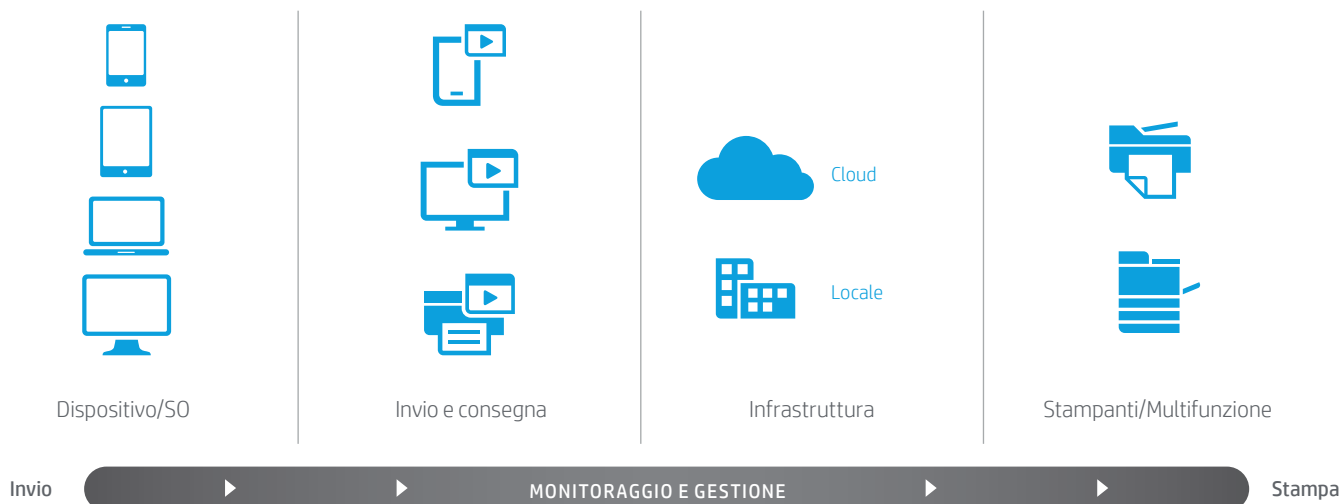 Cloud
Locale
Dispositivo/SO
Invio e consegna
Infrastruttura
Stampanti/Multifunzione
Invio
MONITORAGGIO E GESTIONE
Stampa